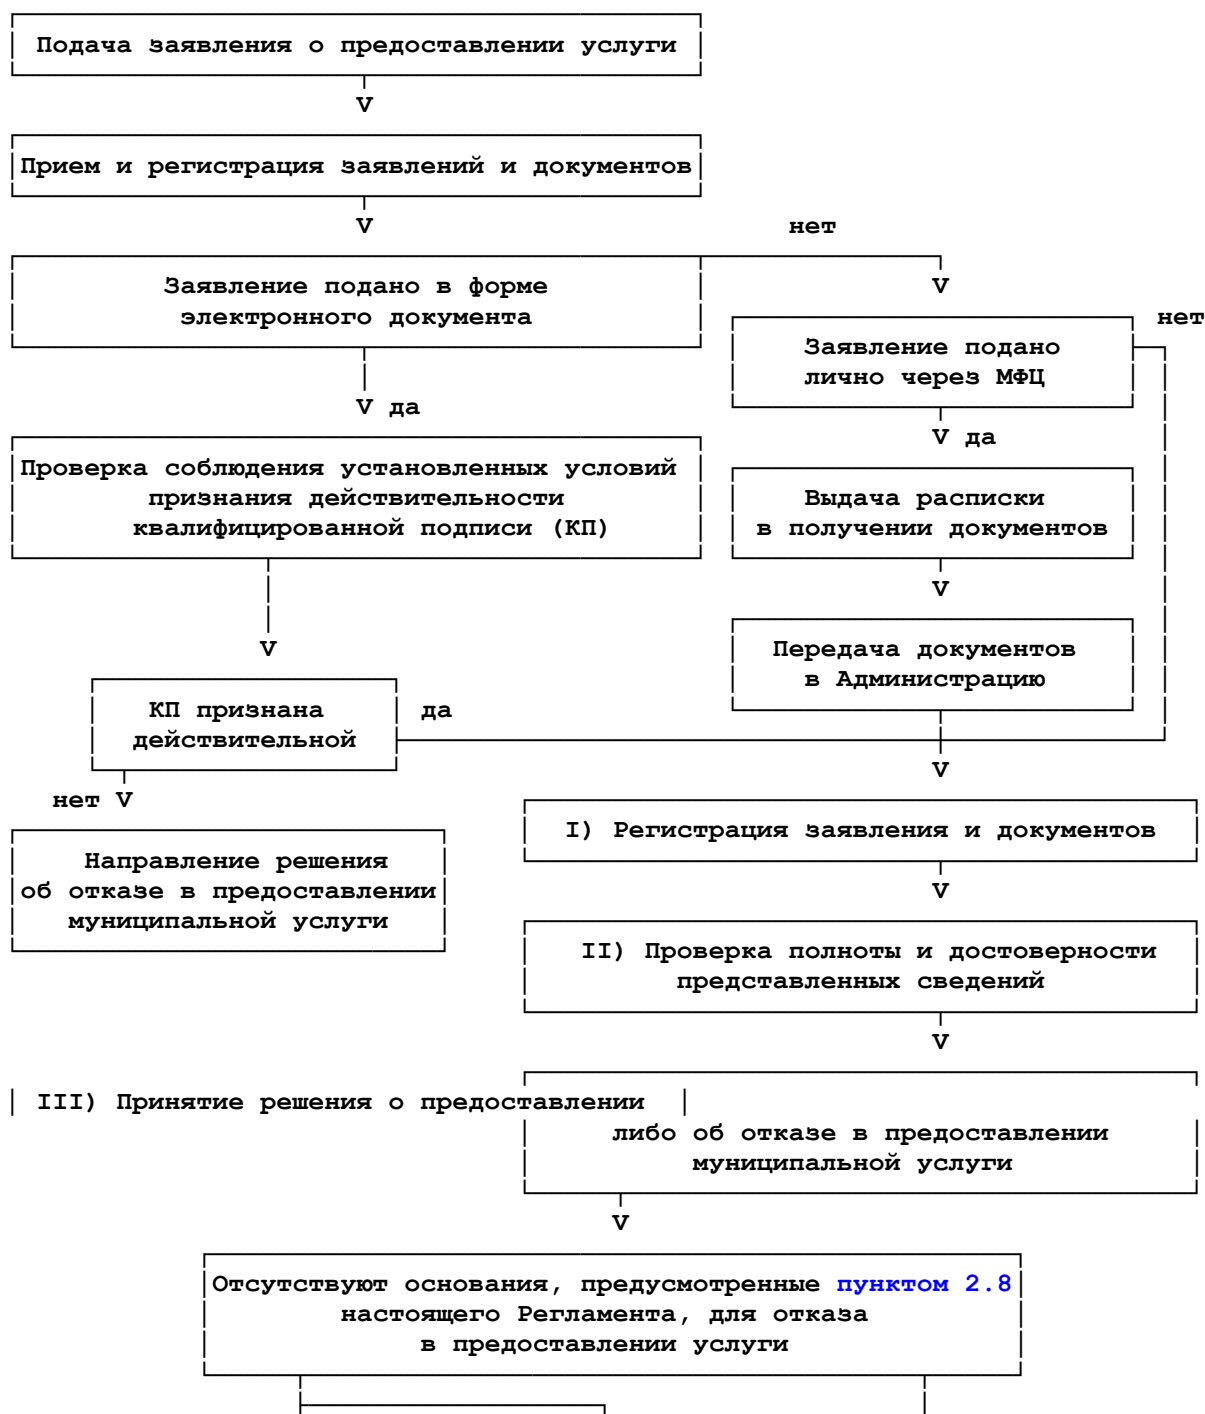 Подача заявления о предоставлении услуги
V
Прием и регистрация заявлений и документов
V
нет
Заявление подано в форме
электронного документа
V
нет
Заявление подано
лично через МФЦ
V да
V да
Проверка соблюдения установленных условий
признания действительности
квалифицированной подписи (КП)
Выдача расписки
в получении документов
V
V
Передача документов
в Администрацию
КП признана
действительной
да
V
нет V
I) Регистрация заявления и документов
Направление решения
об отказе в предоставлении
муниципальной услуги
V
II) Проверка полноты и достоверности
представленных сведений
V
| III) Принятие решения о предоставлении |
либо об отказе в предоставлении
муниципальной услуги
V
Отсутствуют основания, предусмотренные пунктом 2.8
настоящего Регламента, для отказа
в предоставлении услуги